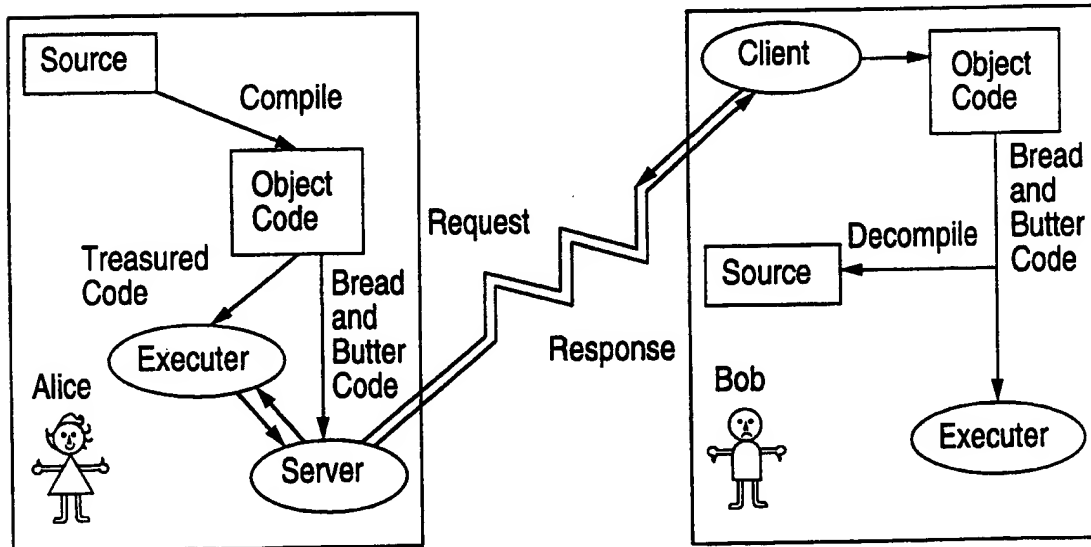 Source
Compile
Object
Code
Treasured
Code
Bread
and
Butter
Code
Executer
Alice
Server
Request
Response
Client
Object
Code
Bread
and
Butter
Code
Decompile
Source
Bob
Executer